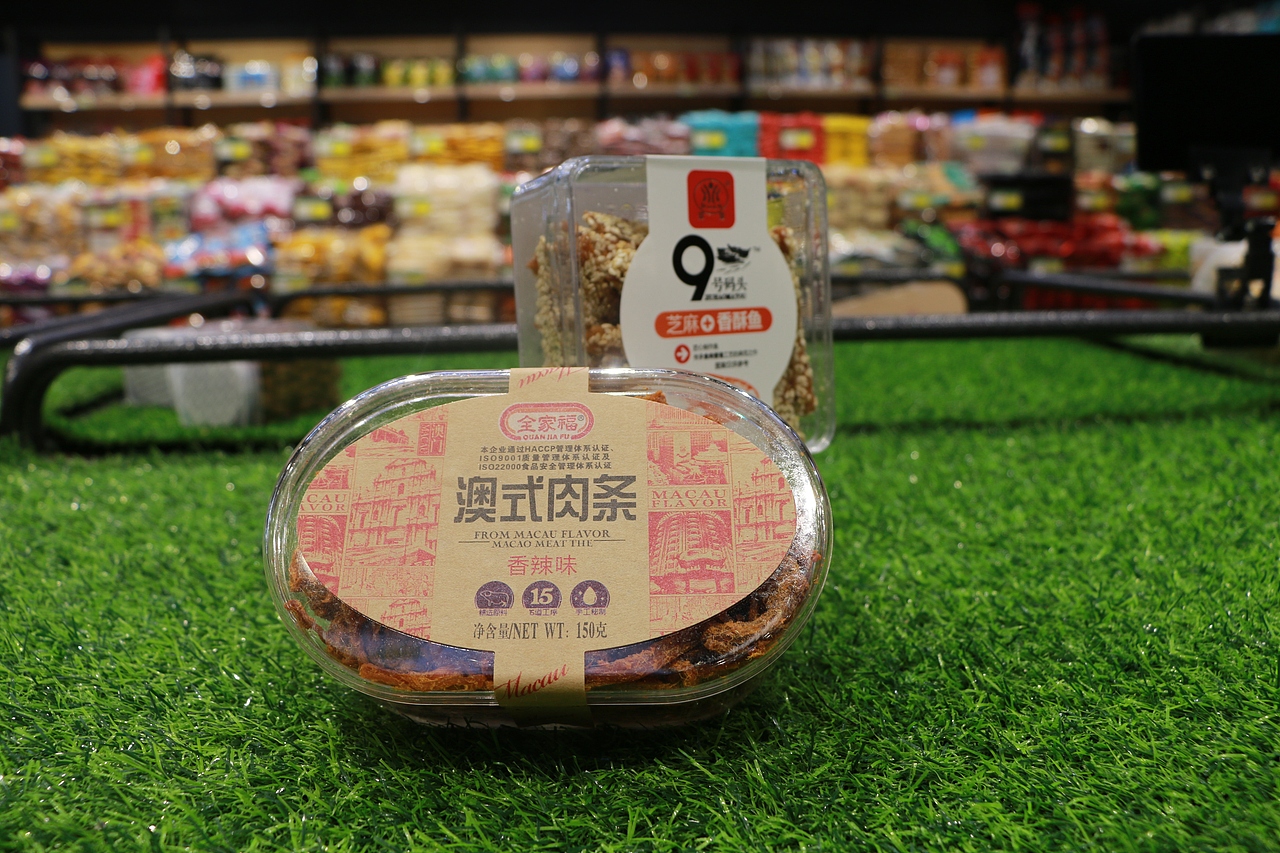 9
号码头
芝麻+香酥鱼
全家福
QUAN JIA FU
本企业通过HACCP管理体系认证、
ISO9001质量管理体系认证及
ISO22000食品安全管理体系认证
澳式肉条
FROM MACAU FLAVOR
MACAO MEAT THE
香辣味
15
净含量/NET WT: 150克
Macau
MACAU
FLAVOR
Macau